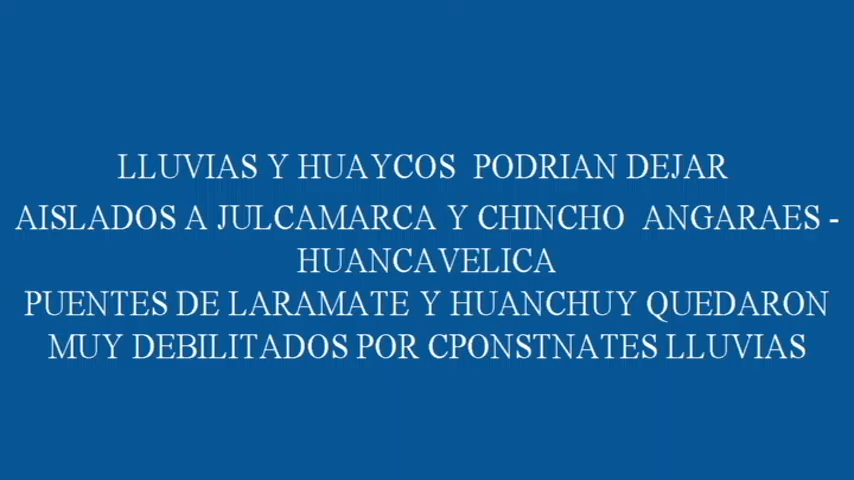 LLUVIAS Y HUAYCOS PODRIAN DEJAR
AISLADOS A JULCAMARCA Y CHINCHO ANGARAES -
HUANCAVELICA
PUENTES DE LARAMATE Y HUANCHUY QUEDARON
MUY DEBILITADOS POR CPONSTNATES LLUVIAS